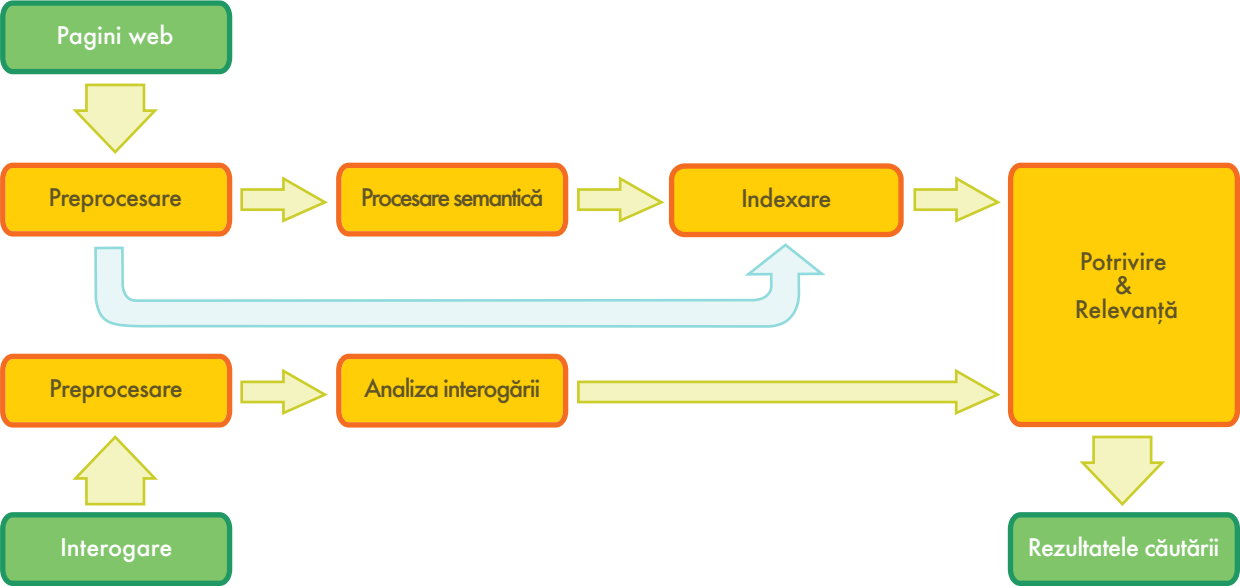 Pagini web
Preprocesare
Procesare semantică
Indexare
Potrivire
&
Relevanță
Preprocesare
Analiza interogării
Interogare
Rezultatele căutării